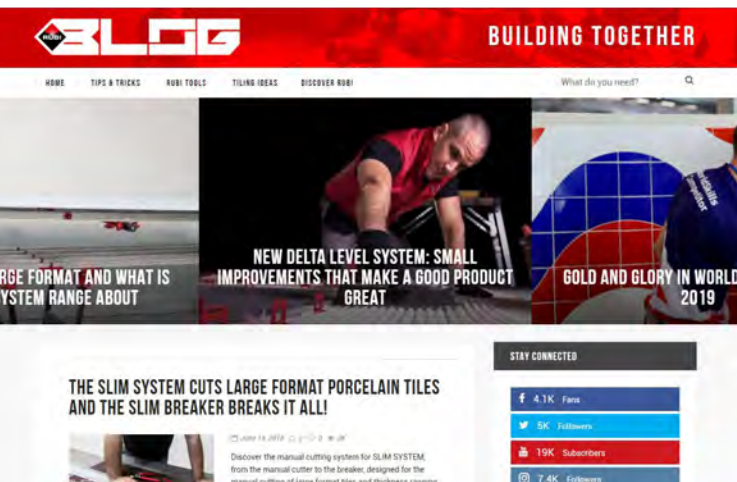 RUBI
BLOG
BUILDING TOGETHER
HOME TIPS & TRICKS RUBI TOOLS TILING IDEAS DISCOVER RUBI
What do you need?
RGE FORMAT AND WHAT IS
YSTEM RANGE ABOUT
NEW DELTA LEVEL SYSTEM: SMALL
IMPROVEMENTS THAT MAKE A GOOD PRODUCT
GREAT
ridSkills
ompetitor
GOLD AND GLORY IN WORLD
2019
THE SLIM SYSTEM CUTS LARGE FORMAT PORCELAIN TILES
AND THE SLIM BREAKER BREAKS IT ALL!
Discover the manual cutting system for SLIM SYSTEM,
from the manual cutter to the breaker, designed for the
STAY CONNECTED
4.1K Fans
5K Followers
19K Subscribers
7.4K Followers